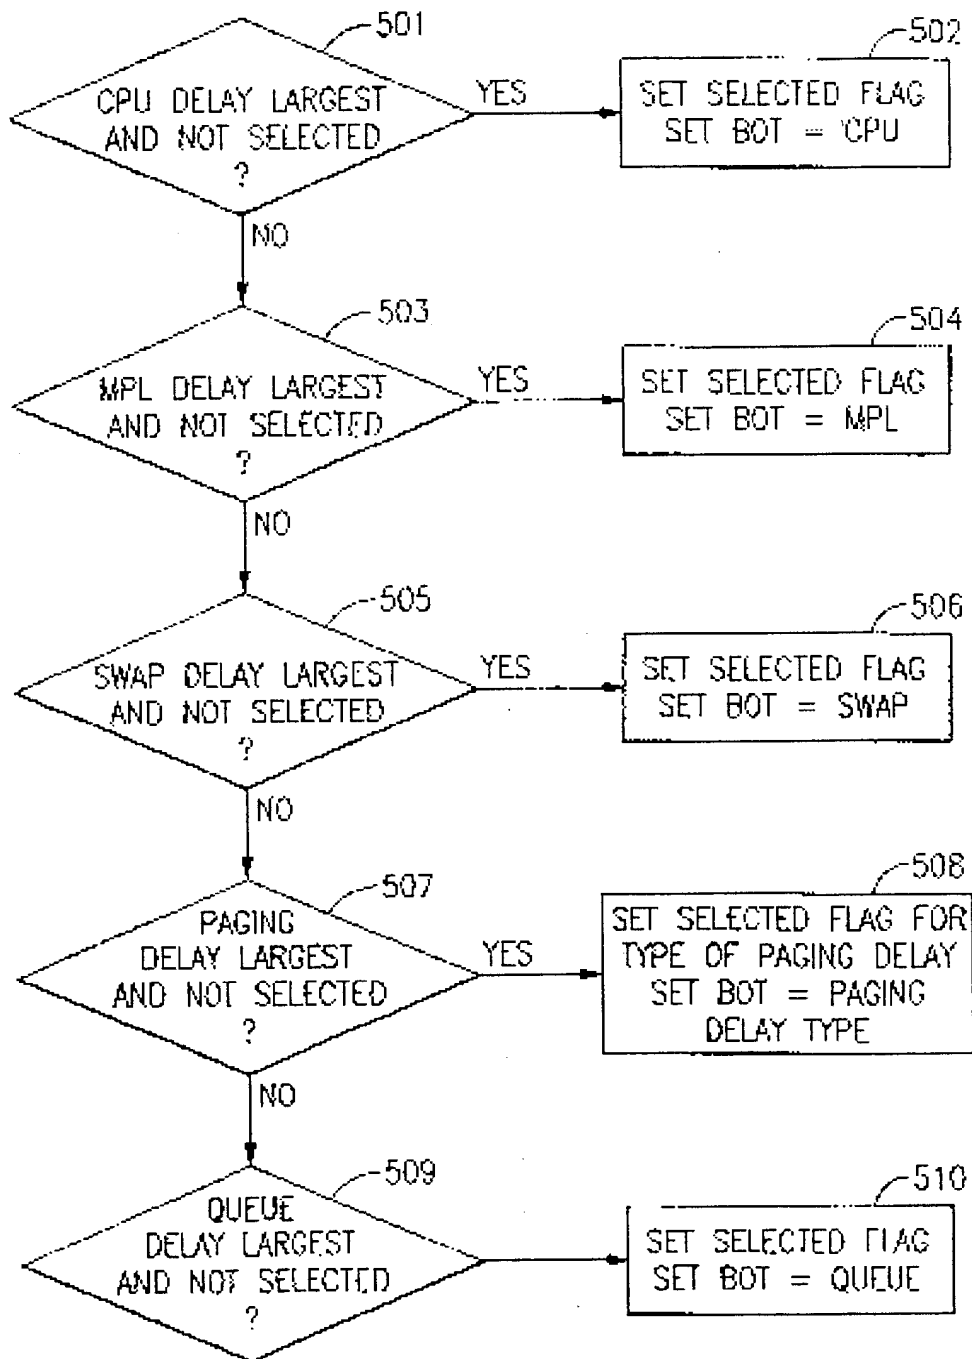 501
CPU DELAY LARGEST
AND NOT SELECTED
?
YES
502
SET SELECTED FLAG
SET BOT = CPU
NO
503
MPL DELAY LARGEST
AND NOT SELECTED
?
YES
504
SET SELECTED FLAG
SET BOT = MPL
NO
505
SWAP DELAY LARGEST
AND NOT SELECTED
?
YES
506
SET SELECTED FLAG
SET BOT = SWAP
NO
507
PAGING
DELAY LARGEST
AND NOT SELECTED
?
YES
508
SET SELECTED FLAG FOR
TYPE OF PAGING DELAY
SET BOT = PAGING
DELAY TYPE
NO
509
QUEUE
DELAY LARGEST
AND NOT SELECTED
?
510
SET SELECTED FLAG
SET BOT = QUEUE